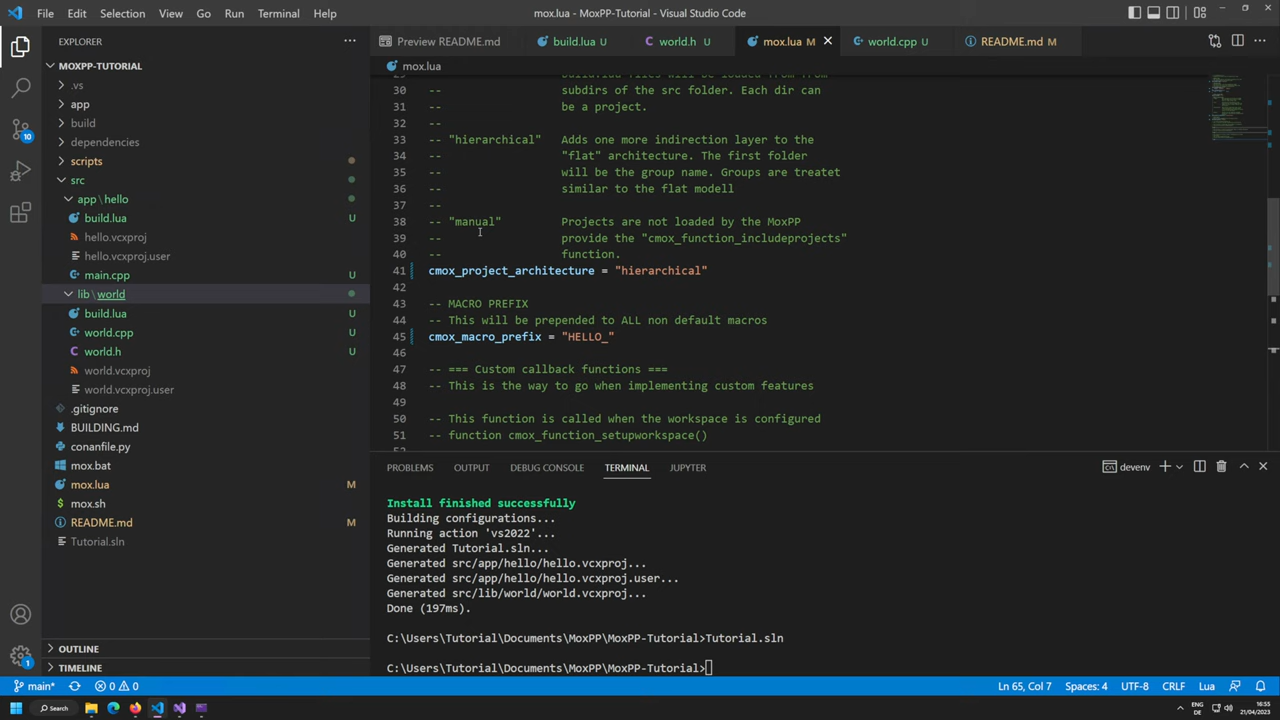 File Edit Selection View Go Run Terminal Help
mox.lua - MoxPP-Tutorial - Visual Studio Code
EXPLORER
MOXPP-TUTORIAL
.vs
app
build
dependencies
scripts
src
app\hello
build.lua U
hello.vcxproj
hello.vcxproj.user
main.cpp U
lib\world
build.lua U
world.cpp U
world.h U
world.vcxproj
world.vcxproj.user
.gitignore
BUILDING.md
conanfile.py
mox.bat
mox.lua M
mox.sh
README.md M
Tutorial.sln
OUTLINE
TIMELINE
10
1
Preview README.md build.lua U world.h U mox.lua M world.cpp U README.md M
mox.lua
30 -- subdirs of the src folder. Each dir can
31 -- be a project.
32 --
33 -- "hierarchical" Adds one more indirection layer to the
34 -- "flat" architecture. The first folder
35 -- will be the group name. Groups are treatet
36 -- similar to the flat modell
37 --
38 -- "manual" Projects are not loaded by the MoxPP
39 -- provide the "cmox_function_includeprojects"
40 -- function.
41 cmox_project_architecture = "hierarchical"
42
43 -- MACRO PREFIX
44 -- This will be prepended to ALL non default macros
45 cmox_macro_prefix = "HELLO_"
46
47 -- === Custom callback functions ===
48 -- This is the way to go when implementing custom features
49
50 -- This function is called when the workspace is configured
51 -- function cmox_function_setupworkspace()
PROBLEMS OUTPUT DEBUG CONSOLE TERMINAL JUPYTER
devenv
Install finished successfully
Building configurations...
Running action 'vs2022'...
Generated Tutorial.sln...
Generated src/app/hello/hello.vcxproj...
Generated src/app/hello/hello.vcxproj.user...
Generated src/lib/world/world.vcxproj...
Done (197ms).
C:\Users\Tutorial\Documents\MoxPP\MoxPP-Tutorial>Tutorial.sln
C:\Users\Tutorial\Documents\MoxPP\MoxPP-Tutorial>
main* 0 0 Ln 65, Col 7 Spaces: 4 UTF-8 CRLF Lua
Search
ENG
DE
16:55
21/04/2023